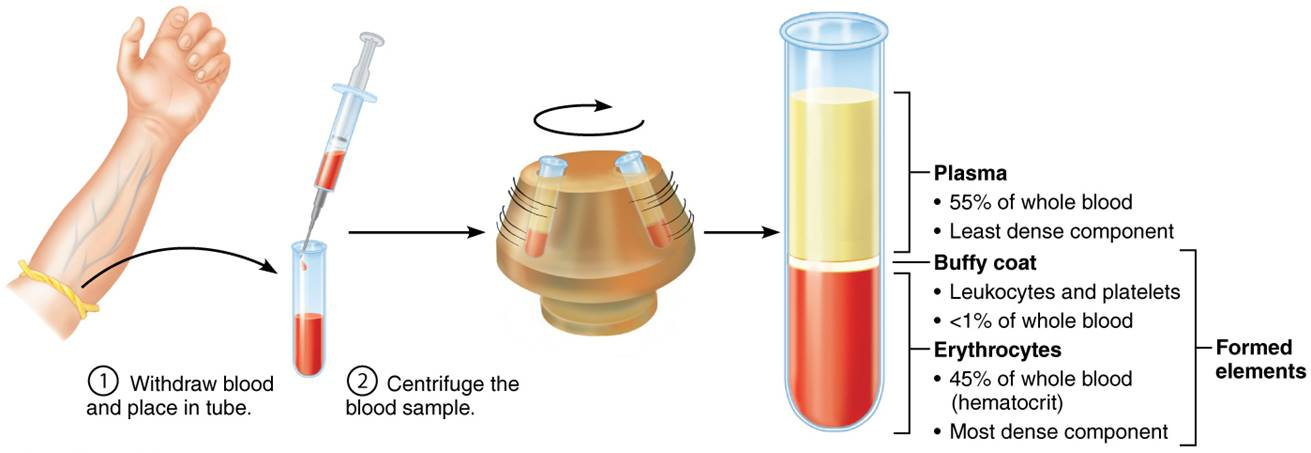 ① Withdraw blood
and place in tube.
② Centrifuge the
blood sample.
Plasma
• 55% of whole blood
• Least dense component
Buffy coat
• Leukocytes and platelets
• <1% of whole blood
Erythrocytes
• 45% of whole blood
(hematocrit)
• Most dense component
Formed
elements